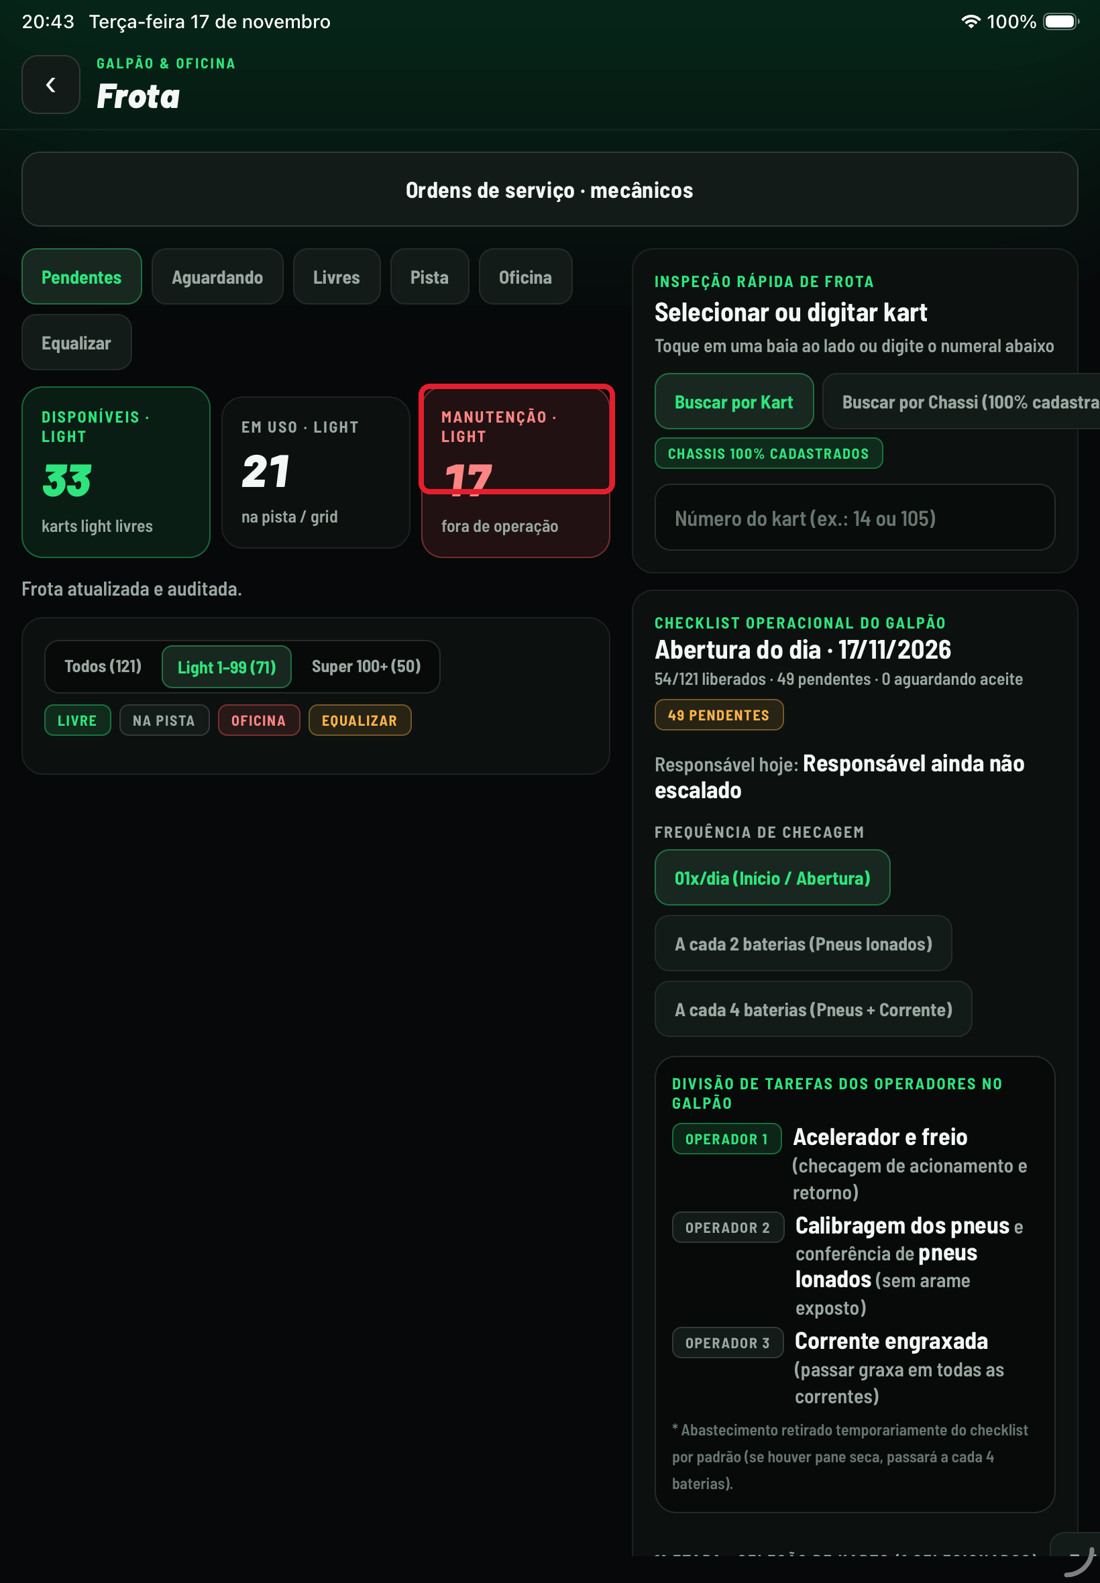 20:43 Terça-feira 17 de novembro
100%
GALPÃO & OFICINA
Frota
Ordens de serviço · mecânicos
Pendentes
Aguardando
Livres
Pista
Oficina
Equalizar
DISPONÍVEIS ·
LIGHT
33
karts light livres
EM USO · LIGHT
21
na pista / grid
MANUTENÇÃO ·
LIGHT
17
fora de operação
Frota atualizada e auditada.
Todos (121)
Light 1–99 (71)
Super 100+ (50)
LIVRE
NA PISTA
OFICINA
EQUALIZAR
INSPEÇÃO RÁPIDA DE FROTA
Selecionar ou digitar kart
Toque em uma baia ao lado ou digite o numeral abaixo
Buscar por Kart
Buscar por Chassi (100% cadastra
CHASSIS 100% CADASTRADOS
Número do kart (ex.: 14 ou 105)
CHECKLIST OPERACIONAL DO GALPÃO
Abertura do dia · 17/11/2026
54/121 liberados · 49 pendentes · 0 aguardando aceite
49 PENDENTES
Responsável hoje: Responsável ainda não
escalado
FREQUÊNCIA DE CHECAGEM
01x/dia (Início / Abertura)
A cada 2 baterias (Pneus lonados)
A cada 4 baterias (Pneus + Corrente)
DIVISÃO DE TAREFAS DOS OPERADORES NO
GALPÃO
OPERADOR 1
Acelerador e freio
(checagem de acionamento e
retorno)
OPERADOR 2
Calibragem dos pneus e
conferência de pneus
lonados (sem arame
exposto)
OPERADOR 3
Corrente engraxada
(passar graxa em todas as
correntes)
* Abastecimento retirado temporariamente do checklist
por padrão (se houver pane seca, passará a cada 4
baterias).